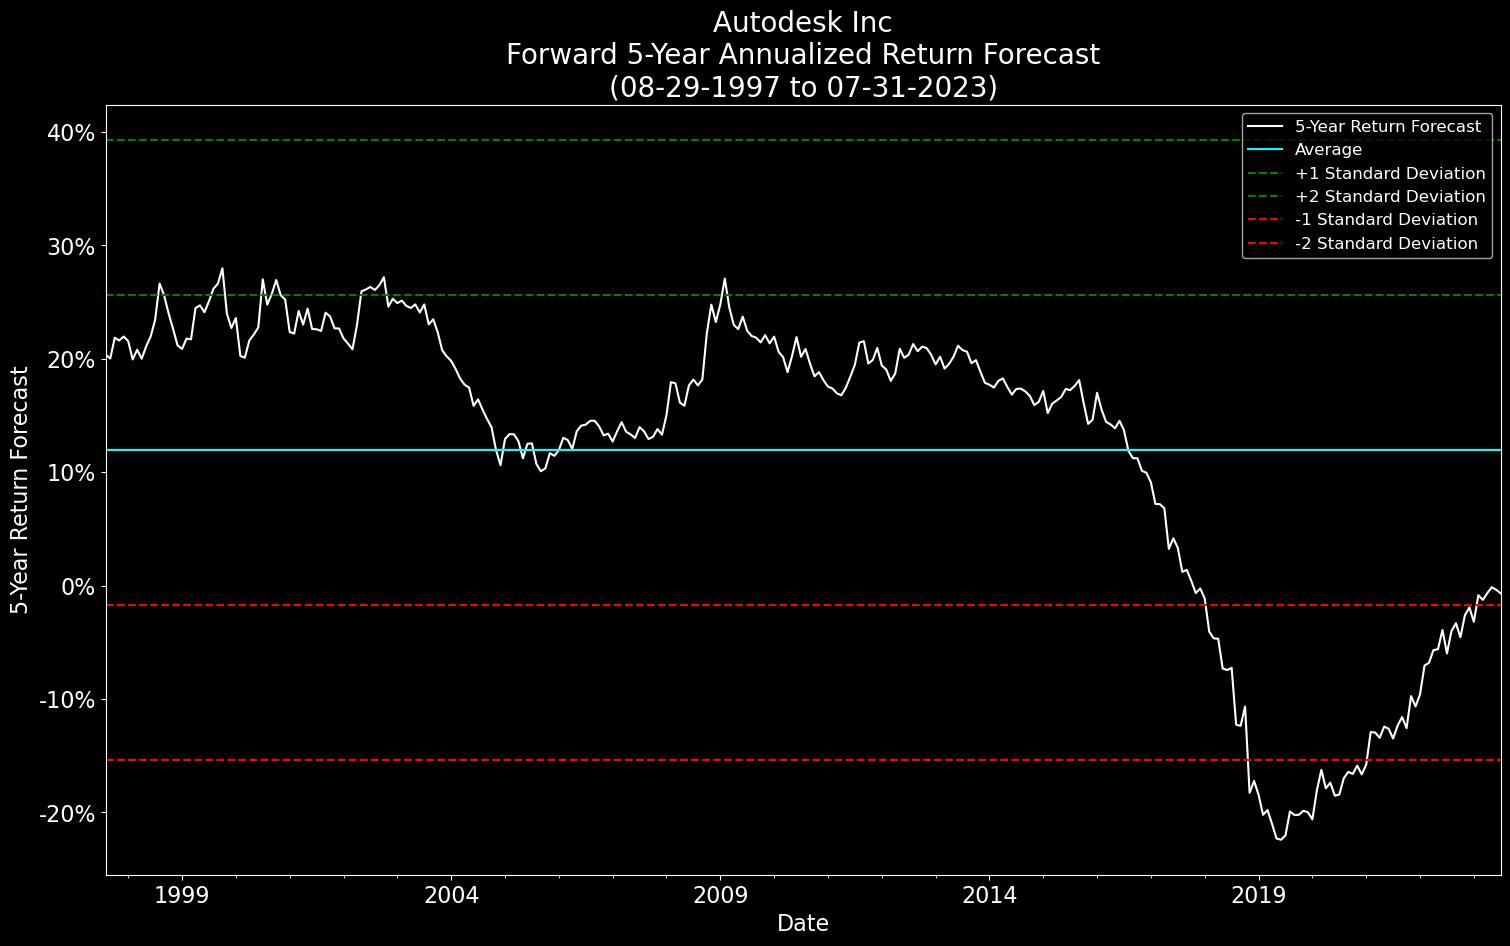 Autodesk Inc
Forward 5-Year Annualized Return Forecast
(08-29-1997 to 07-31-2023)
5-Year Return Forecast
40%
30%
20%
10%
0%
-10%
-20%
5-Year Return Forecast
Average
+1 Standard Deviation
+2 Standard Deviation
-1 Standard Deviation
-2 Standard Deviation
1999 2004 2009 2014 2019
Date